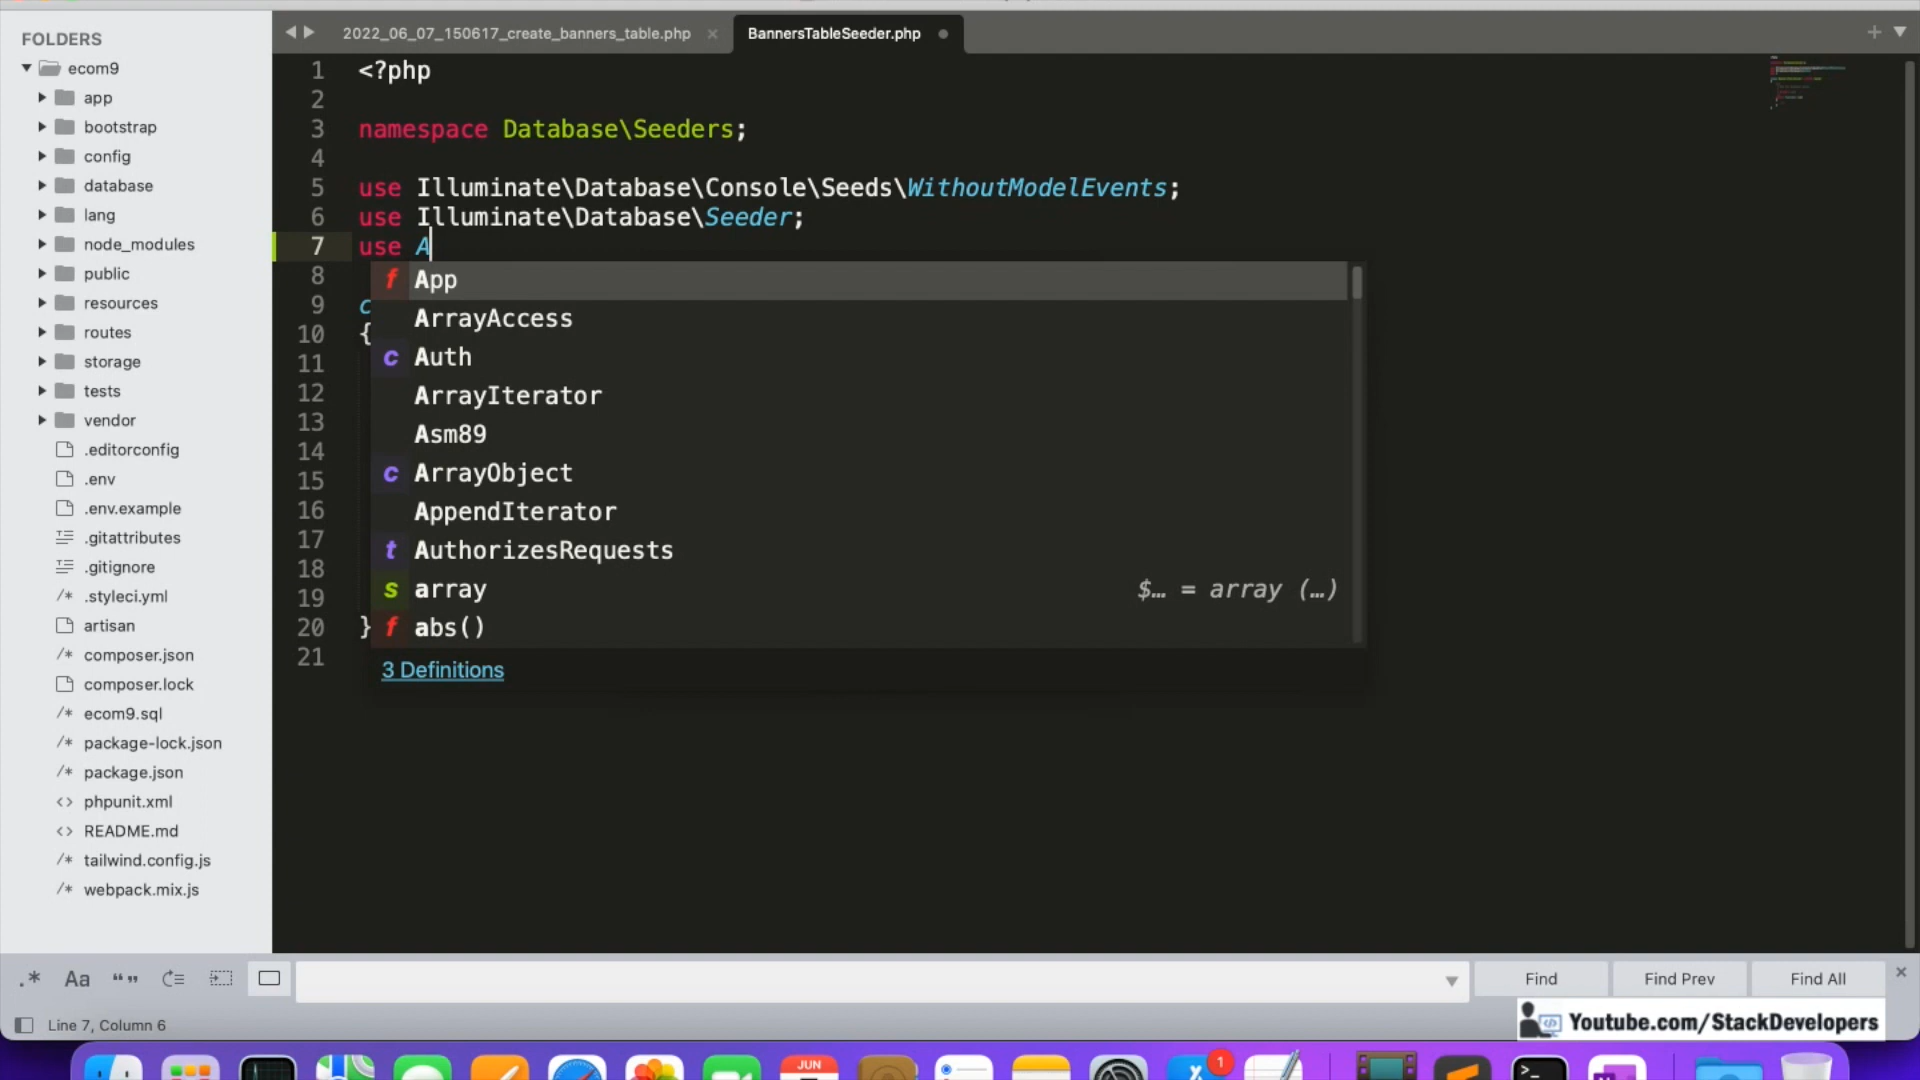 FOLDERS
ecom9
app
bootstrap
config
database
lang
node_modules
public
resources
routes
storage
tests
vendor
.editorconfig
.env
.env.example
.gitattributes
.gitignore
/* .styleci.yml
artisan
/* composer.json
composer.lock
/* ecom9.sql
/* package-lock.json
/* package.json
<> phpunit.xml
<> README.md
/* tailwind.config.js
/* webpack.mix.js
2022_06_07_150617_create_banners_table.php
BannersTableSeeder.php
1 <?php
2
3 namespace Database\Seeders;
4
5 use Illuminate\Database\Console\Seeds\WithoutModelEvents;
6 use Illuminate\Database\Seeder;
7 use A
8
9 c
10 {
11
12
13
14
15
16
17
18
19
20 }
21
f App
ArrayAccess
c Auth
ArrayIterator
Asm89
c ArrayObject
AppendIterator
t AuthorizesRequests
s array $… = array (…)
f abs()
3 Definitions
.* Aa “ ”
Find
Find Prev
Find All
Line 7, Column 6
Youtube.com/StackDevelopers
JUN
1